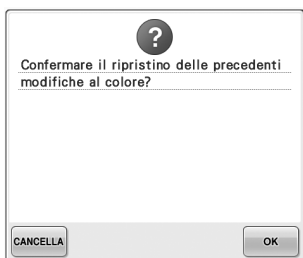 ?
Confermare il ripristino delle precedenti
modifiche al colore?
CANCELLA
OK